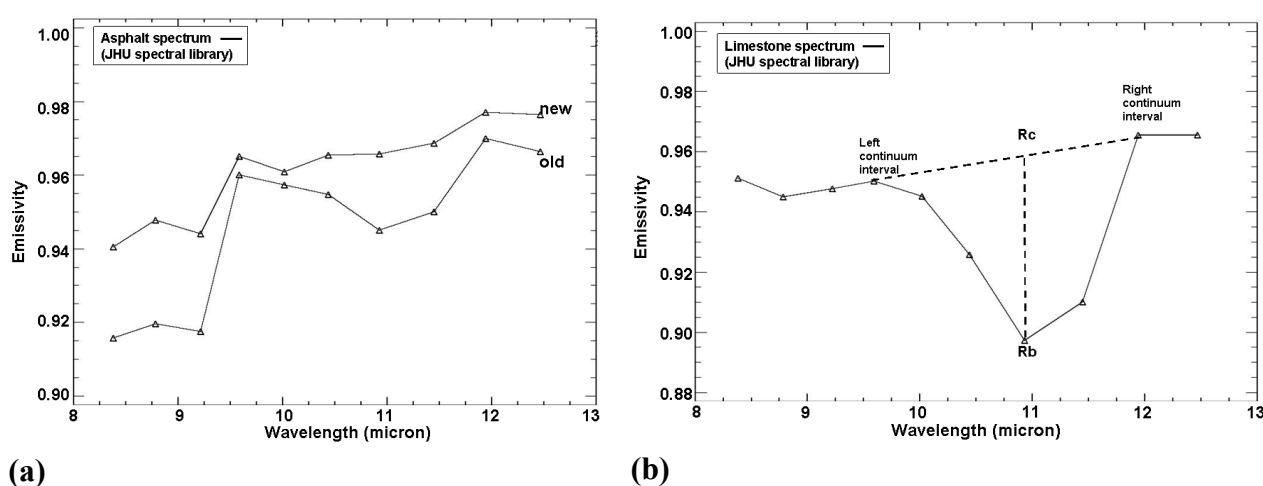 Asphalt spectrum
(JHU spectral library)
1.00
0.98
0.96
0.94
0.92
0.90
Emissivity
new
old
8 9 10 11 12 13
Wavelength (micron)
(a)
Limestone spectrum
(JHU spectral library)
1.00
0.98
0.96
0.94
0.92
0.90
0.88
Emissivity
Left
continuum
interval
Rc
Right
continuum
interval
Rb
8 9 10 11 12 13
Wavelength (micron)
(b)